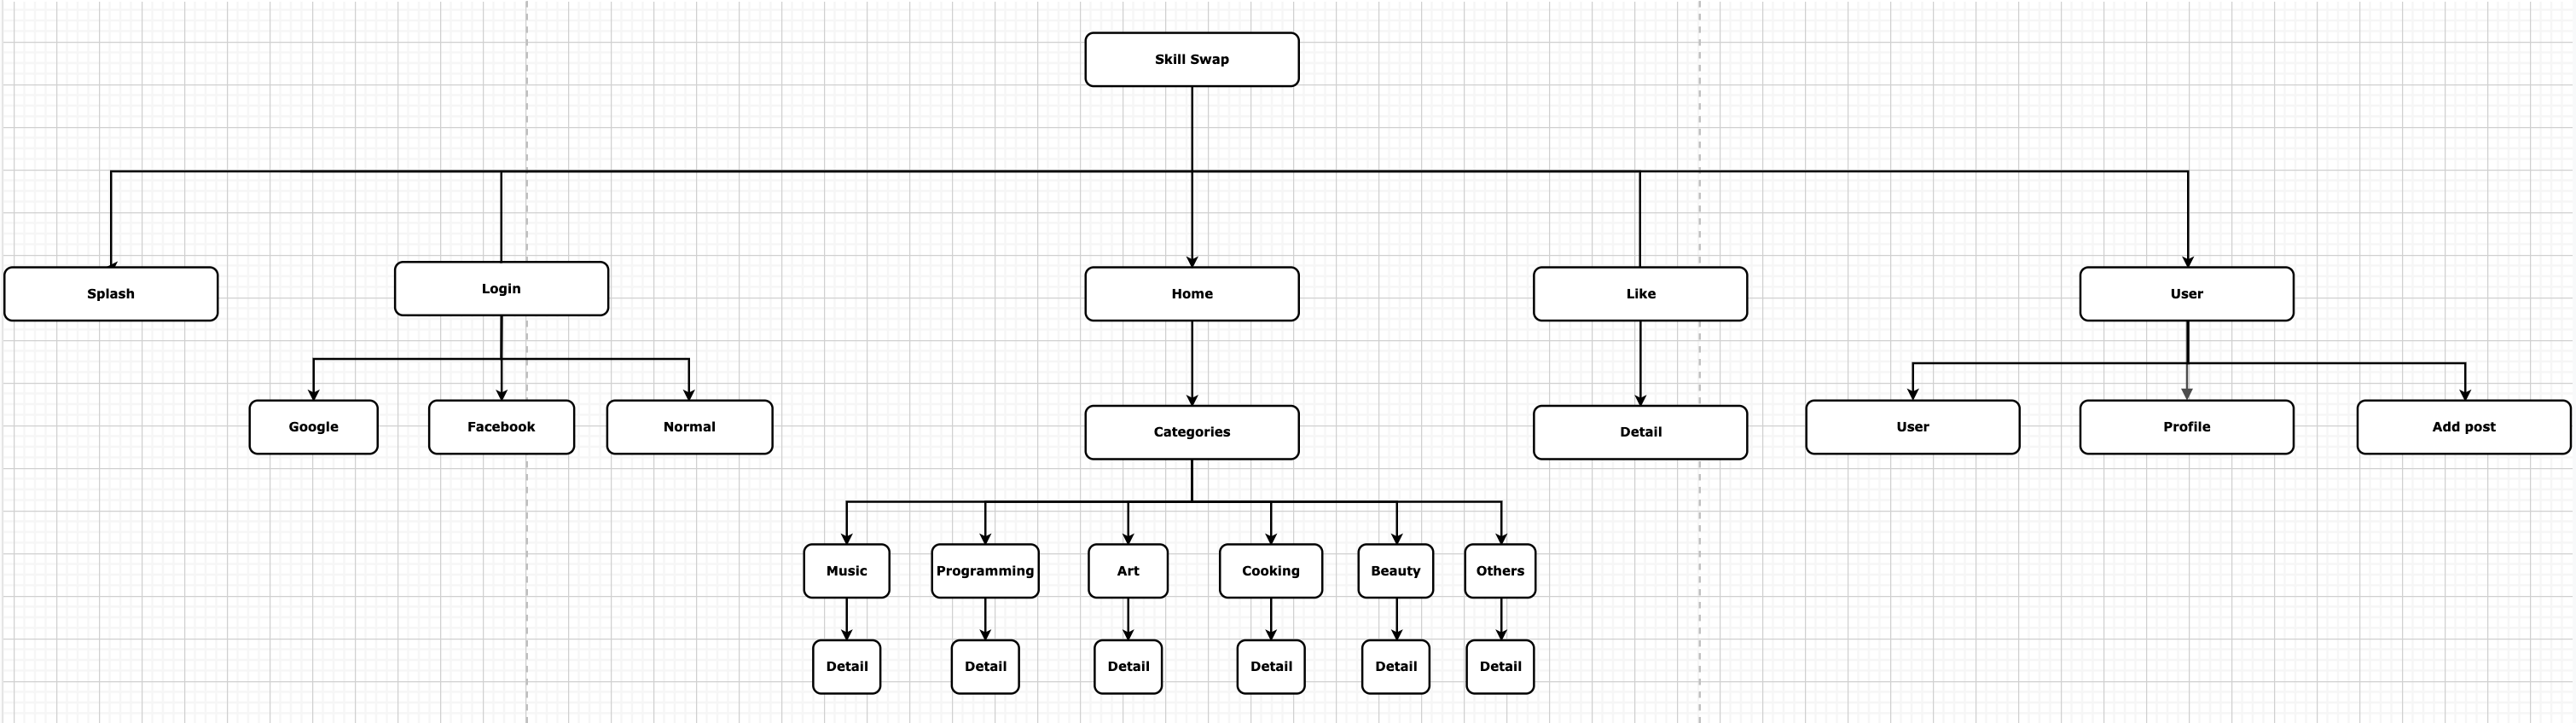 Skill Swap
Splash
Login
Home
Like
User
Google
Facebook
Normal
Categories
Detail
User
Profile
Add post
Music
Programming
Art
Cooking
Beauty
Others
Detail
Detail
Detail
Detail
Detail
Detail